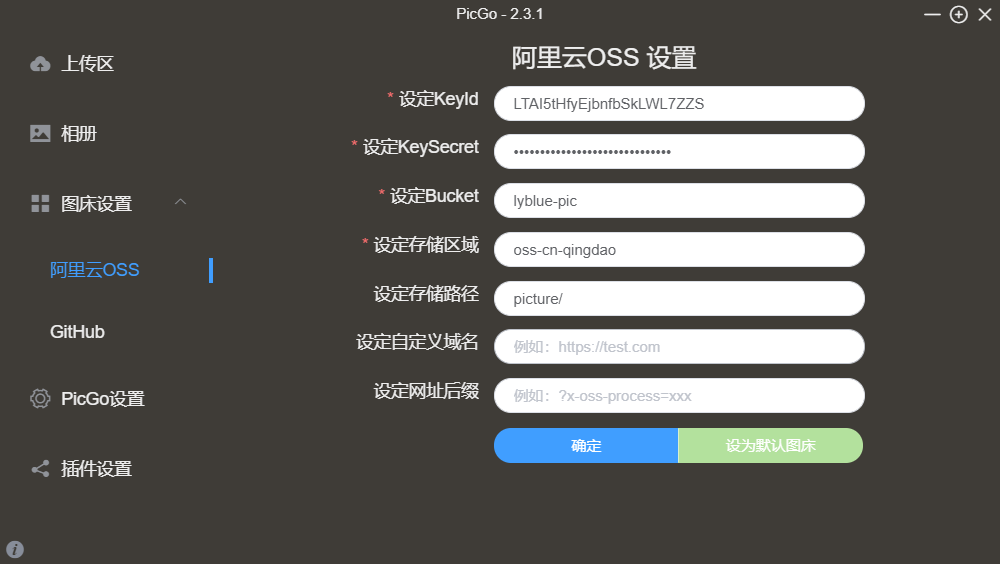 PicGo - 2.3.1
上传区
相册
图床设置
阿里云OSS
GitHub
PicGo设置
插件设置
阿里云OSS 设置
* 设定KeyId
LTAI5tHfyEjbnfbSkLWL7ZZS
* 设定KeySecret
••••••••••••••••••••••••••••••
* 设定Bucket
lyblue-pic
* 设定存储区域
oss-cn-qingdao
设定存储路径
picture/
设定自定义域名
例如：https://test.com
设定网址后缀
例如：?x-oss-process=xxx
确定
设为默认图床